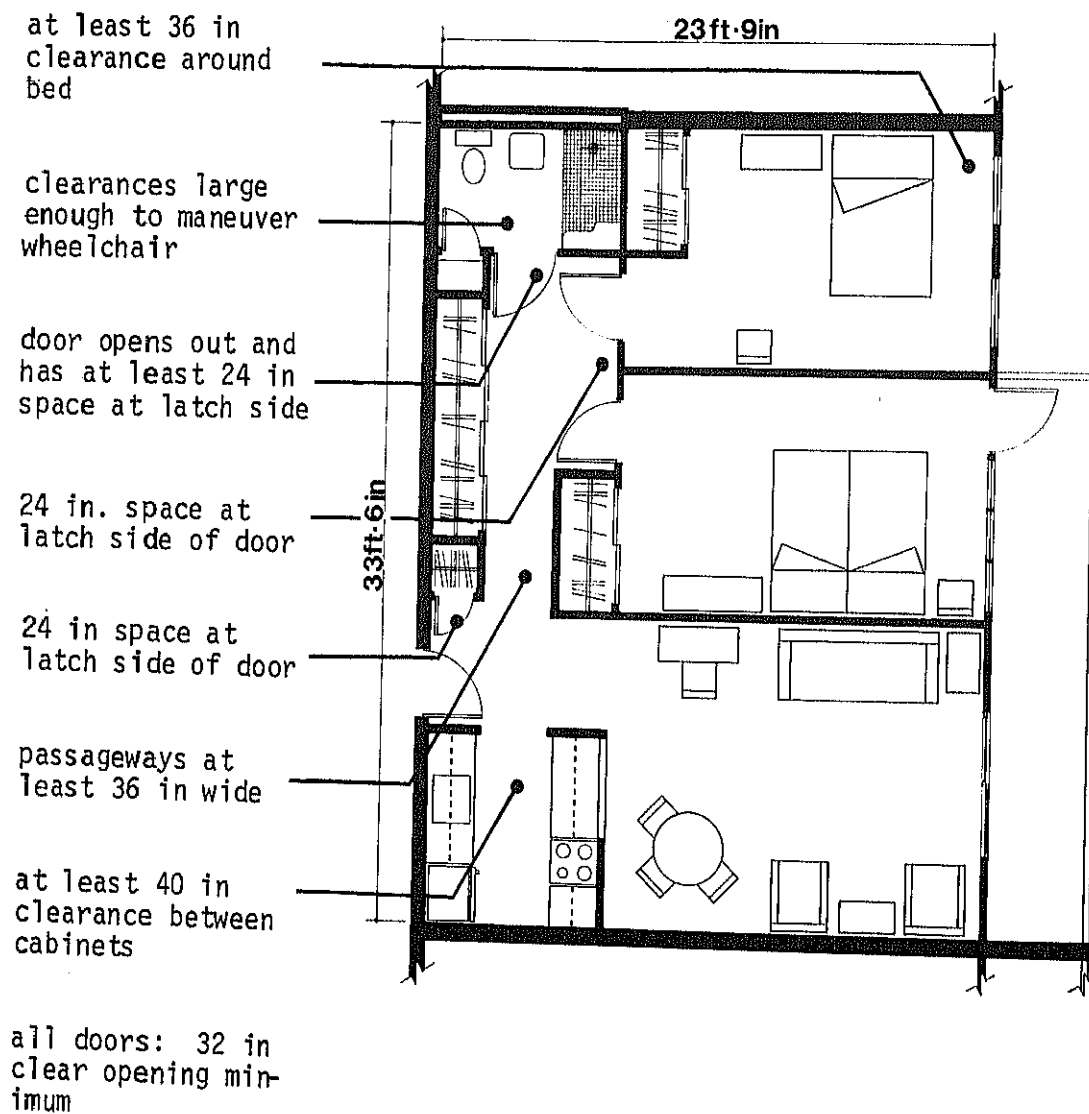 at least 36 in
clearance around
bed
23ft·9in
clearances large
enough to maneuver
wheelchair
door opens out and
has at least 24 in
space at latch side
24 in. space at
latch side of door
33ft·6in
24 in space at
latch side of door
passageways at
least 36 in wide
at least 40 in
clearance between
cabinets
all doors: 32 in
clear opening min-
imum